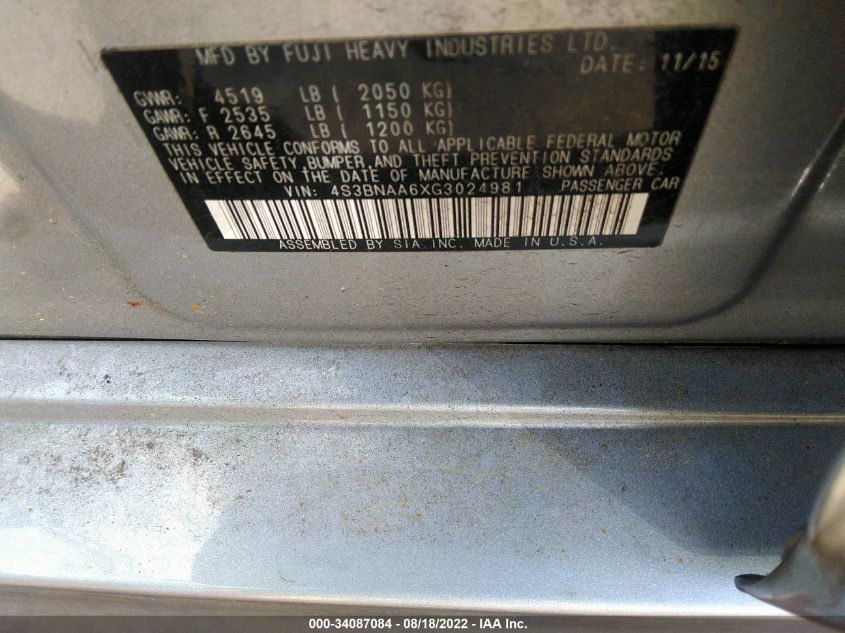 MFD BY FUJI HEAVY INDUSTRIES LTD.
DATE: 11/15
GVWR: 4519 LB ( 2050 KG)
GAWR: F 2535 LB ( 1150 KG)
GAWR: R 2645 LB ( 1200 KG)
THIS VEHICLE CONFORMS TO ALL APPLICABLE FEDERAL MOTOR
VEHICLE SAFETY, BUMPER, AND THEFT PREVENTION STANDARDS
IN EFFECT ON THE DATE OF MANUFACTURE SHOWN ABOVE.
VIN: 4S3BNAA6XG3024981 PASSENGER CAR
ASSEMBLED BY SIA INC. MADE IN U.S.A.
000-34087084 - 08/18/2022 - IAA Inc.